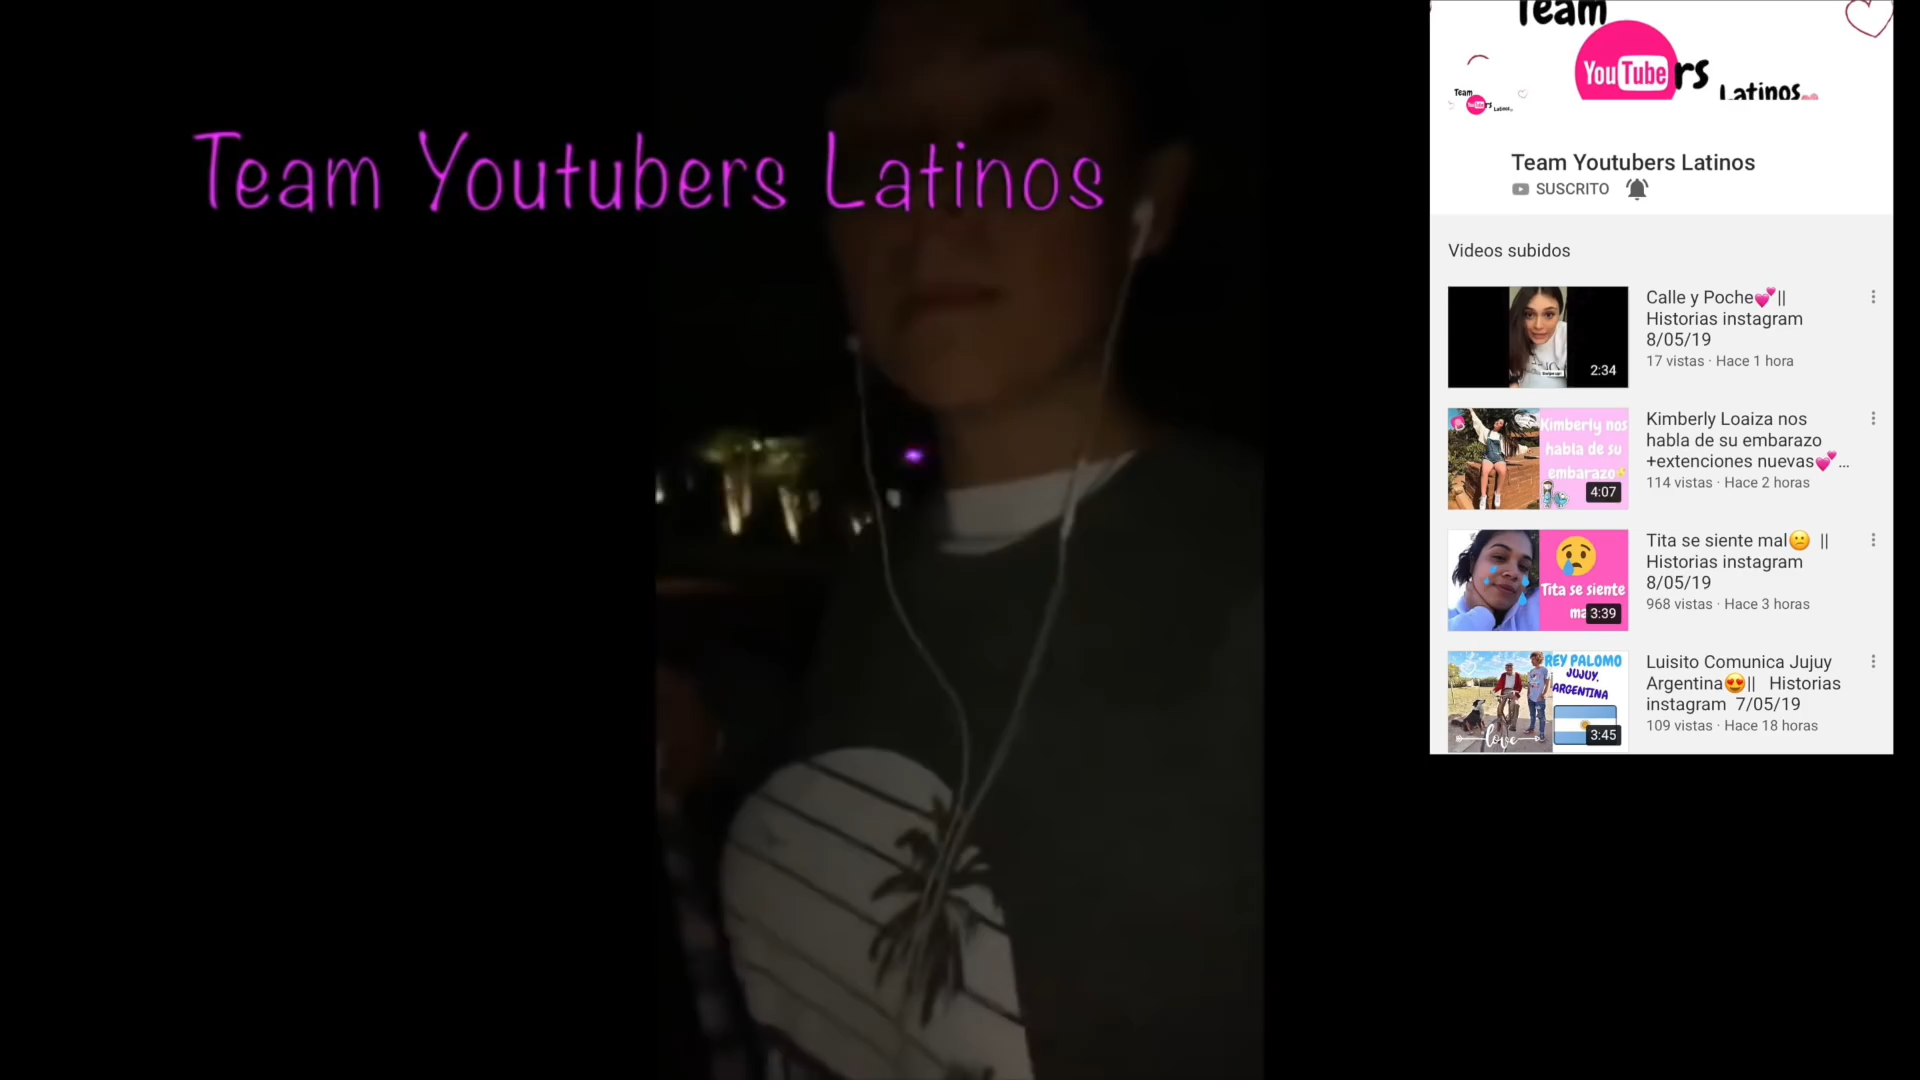 Team Youtubers Latinos
Team
YouTubers
Latinos
Team
Team Youtubers Latinos
SUSCRITO
Videos subidos
Calle y Poche💕||
Historias instagram
8/05/19
17 vistas · Hace 1 hora
2:34
Kimberly nos
habla de su
embarazo
4:07
Kimberly Loaiza nos
habla de su embarazo
+extenciones nuevas💕...
114 vistas · Hace 2 horas
Tita se siente
ma
3:39
Tita se siente mal😕 ||
Historias instagram
8/05/19
968 vistas · Hace 3 horas
REY PALOMO
JUJUY.
ARGENTINA
love
3:45
Luisito Comunica Jujuy
Argentina😍|| Historias
instagram 7/05/19
109 vistas · Hace 18 horas